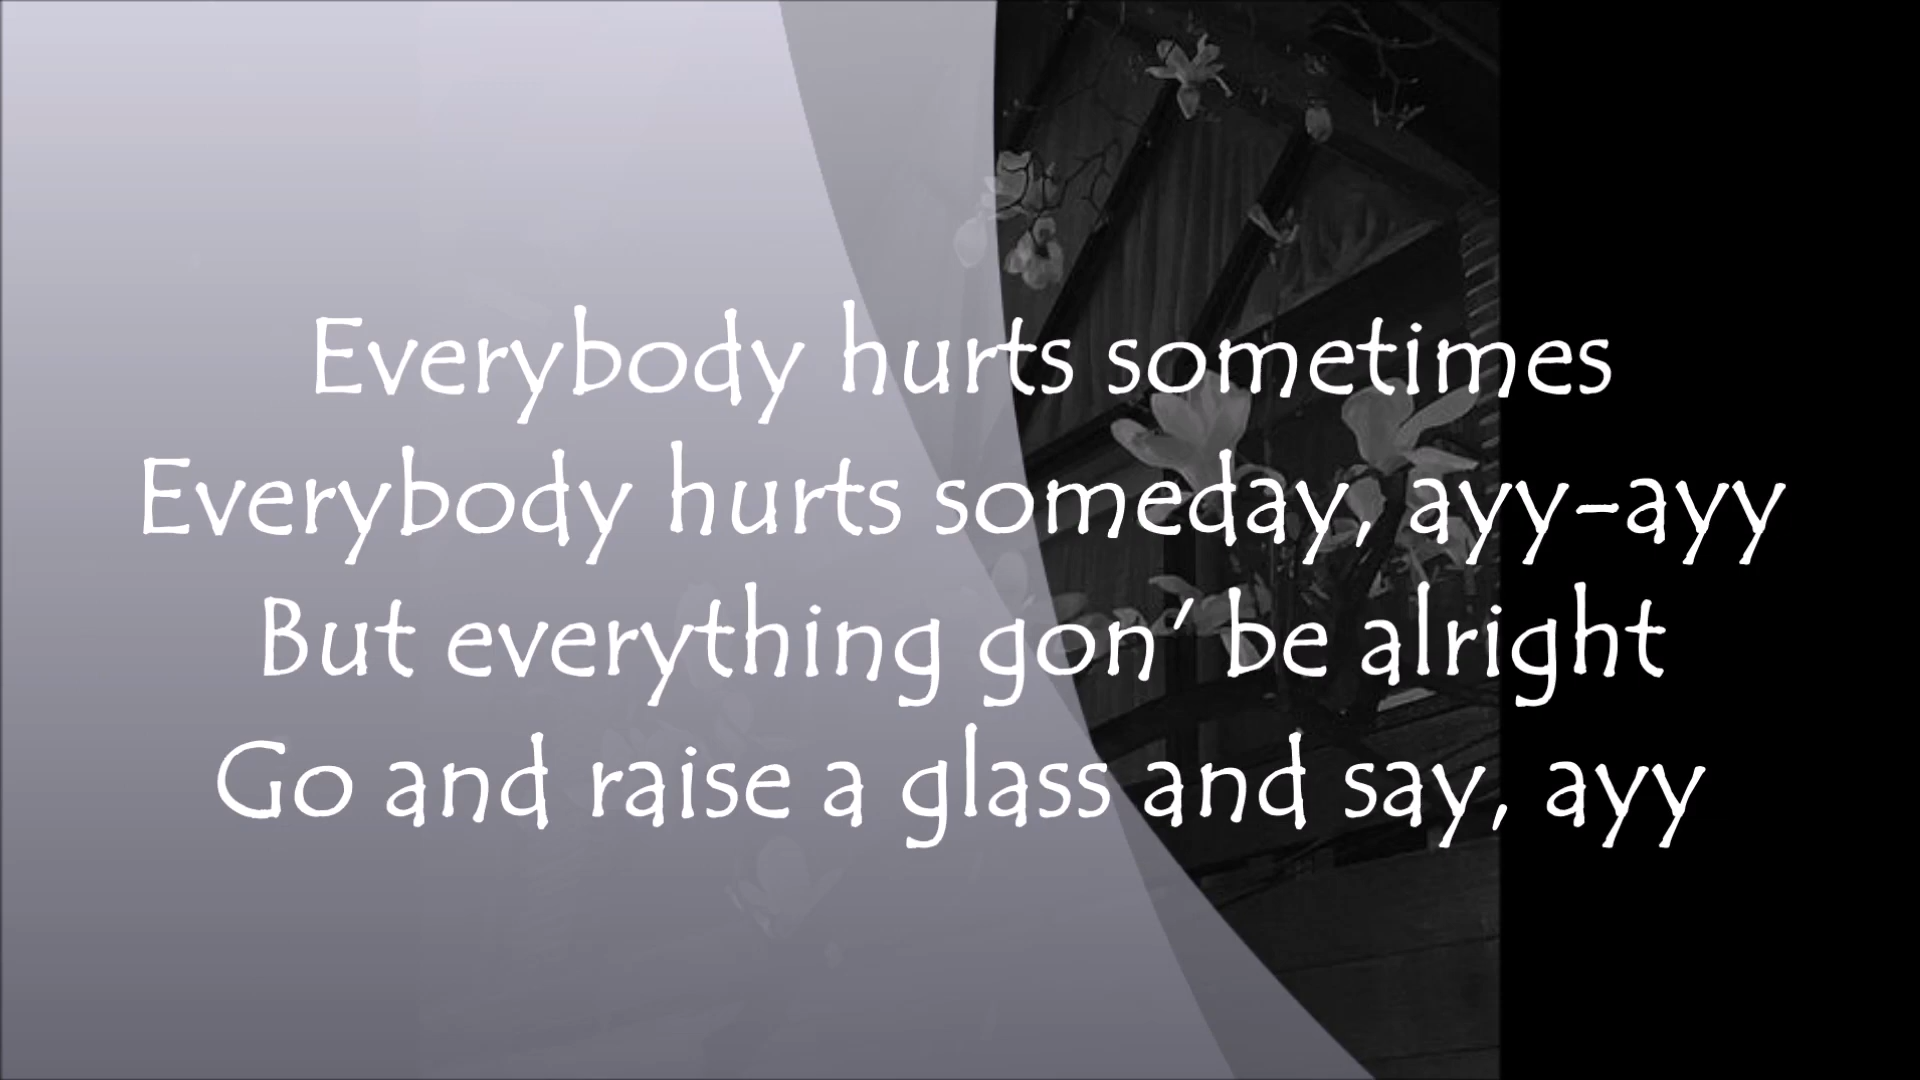 Everybody hurts sometimes
Everybody hurts someday, ayy-ayy
But everything gon’ be alright
Go and raise a glass and say, ayy